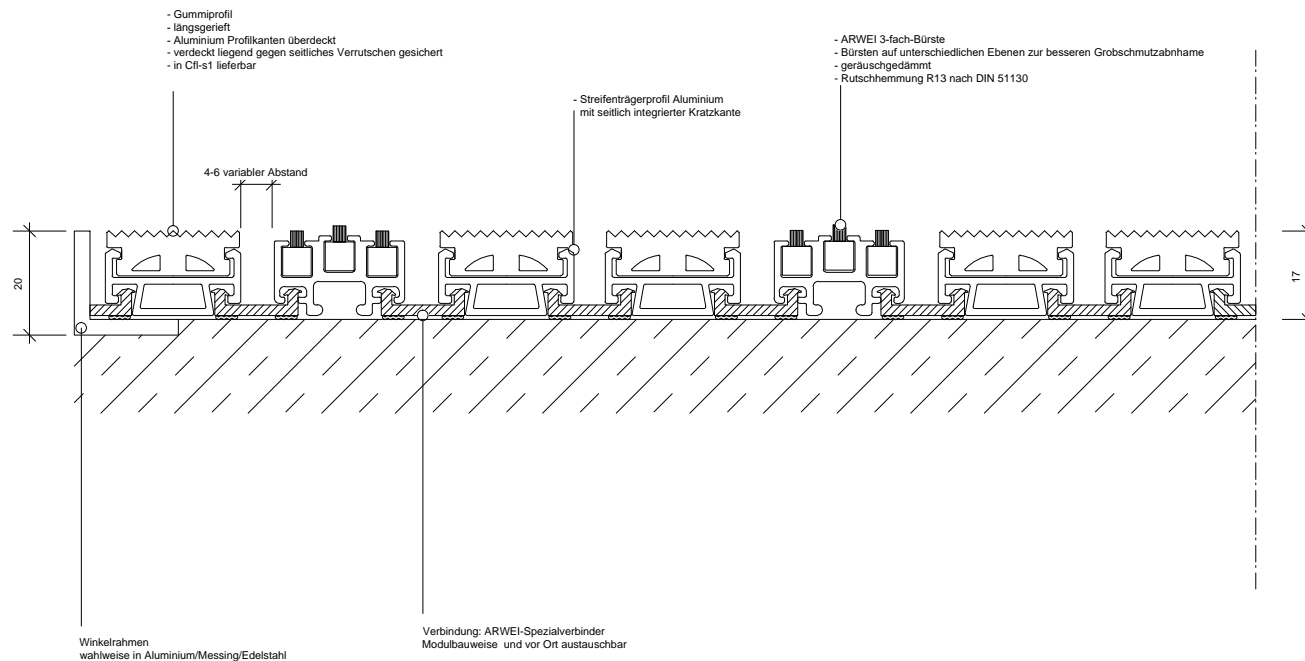 - Gummiprofil
- längsgerieft
- Aluminium Profilkanten überdeckt
- verdeckt liegend gegen seitliches Verrutschen gesichert
- in Cfl-s1 lieferbar
- ARWEI 3-fach-Bürste
- Bürsten auf unterschiedlichen Ebenen zur besseren Grobschmutzabnhame
- geräuschgedämmt
- Rutschhemmung R13 nach DIN 51130
- Streifenträgerprofil Aluminium
mit seitlich integrierter Kratzkante
4-6 variabler Abstand
20
17
Winkelrahmen
wahlweise in Aluminium/Messing/Edelstahl
Verbindung: ARWEI-Spezialverbinder
Modulbauweise und vor Ort austauschbar